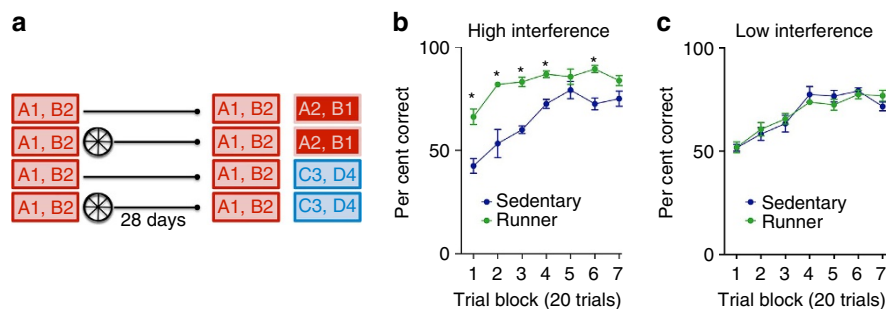 a
A1, B2 A1, B2 A2, B1
A1, B2 A1, B2 A2, B1
A1, B2 A1, B2 C3, D4
A1, B2 A1, B2 C3, D4
28 days
b
High interference
100
50
0
Per cent correct
* * * * *
Sedentary
Runner
1 2 3 4 5 6 7
Trial block (20 trials)
c
Low interference
100
50
0
Per cent correct
Sedentary
Runner
1 2 3 4 5 6 7
Trial block (20 trials)